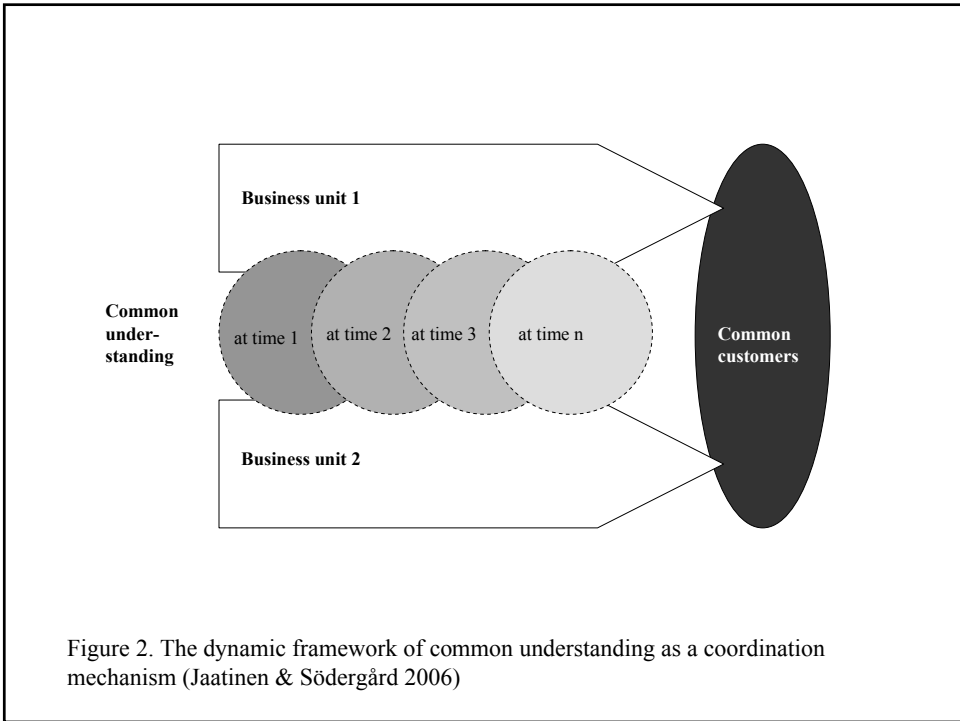 Business unit 1
Common
under-
standing
at time 1
at time 2
at time 3
at time n
Common
customers
Business unit 2
Figure 2. The dynamic framework of common understanding as a coordination
mechanism (Jaatinen & Södergård 2006)